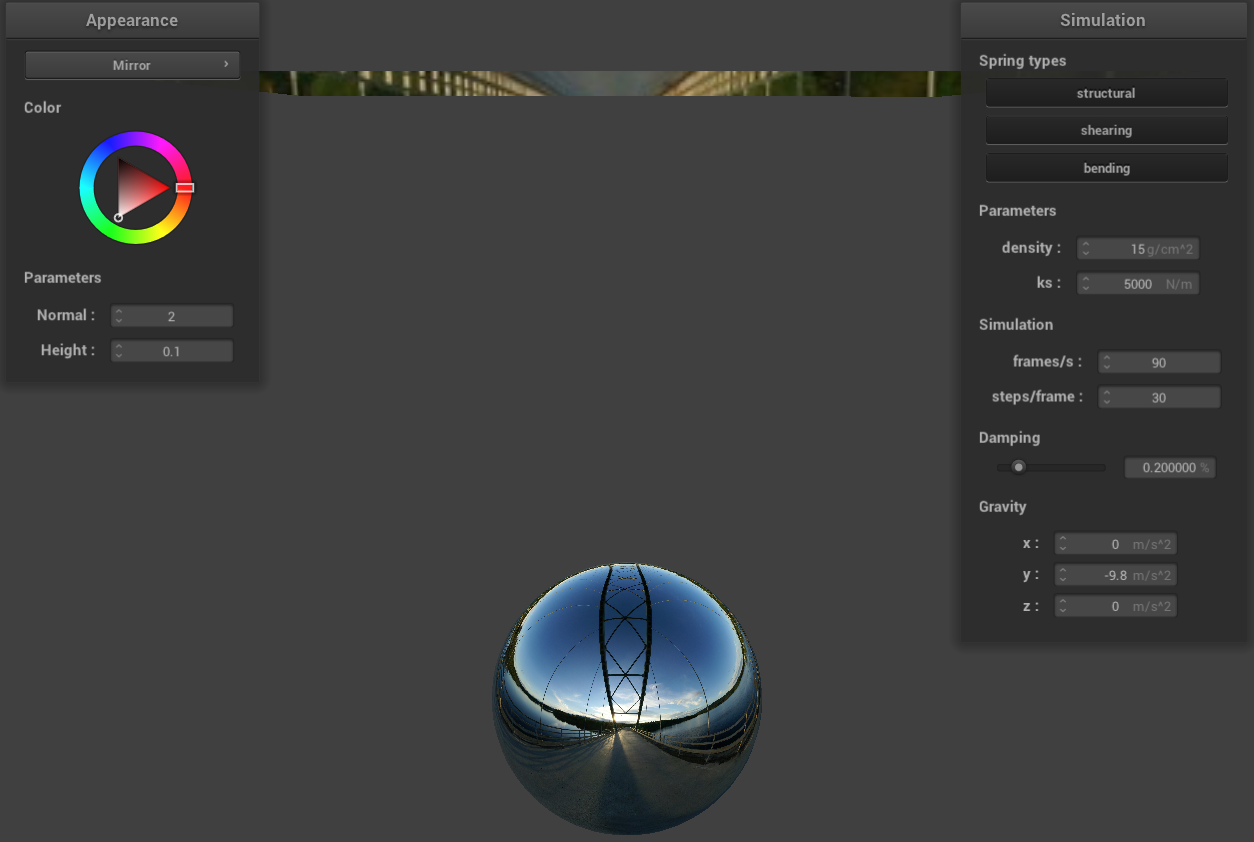 Appearance
Mirror
Color
Parameters
Normal : 2
Height : 0.1
Simulation
Spring types
structural
shearing
bending
Parameters
density : 15 g/cm^2
ks : 5000 N/m
Simulation
frames/s : 90
steps/frame : 30
Damping
0.200000 %
Gravity
x : 0 m/s^2
y : -9.8 m/s^2
z : 0 m/s^2